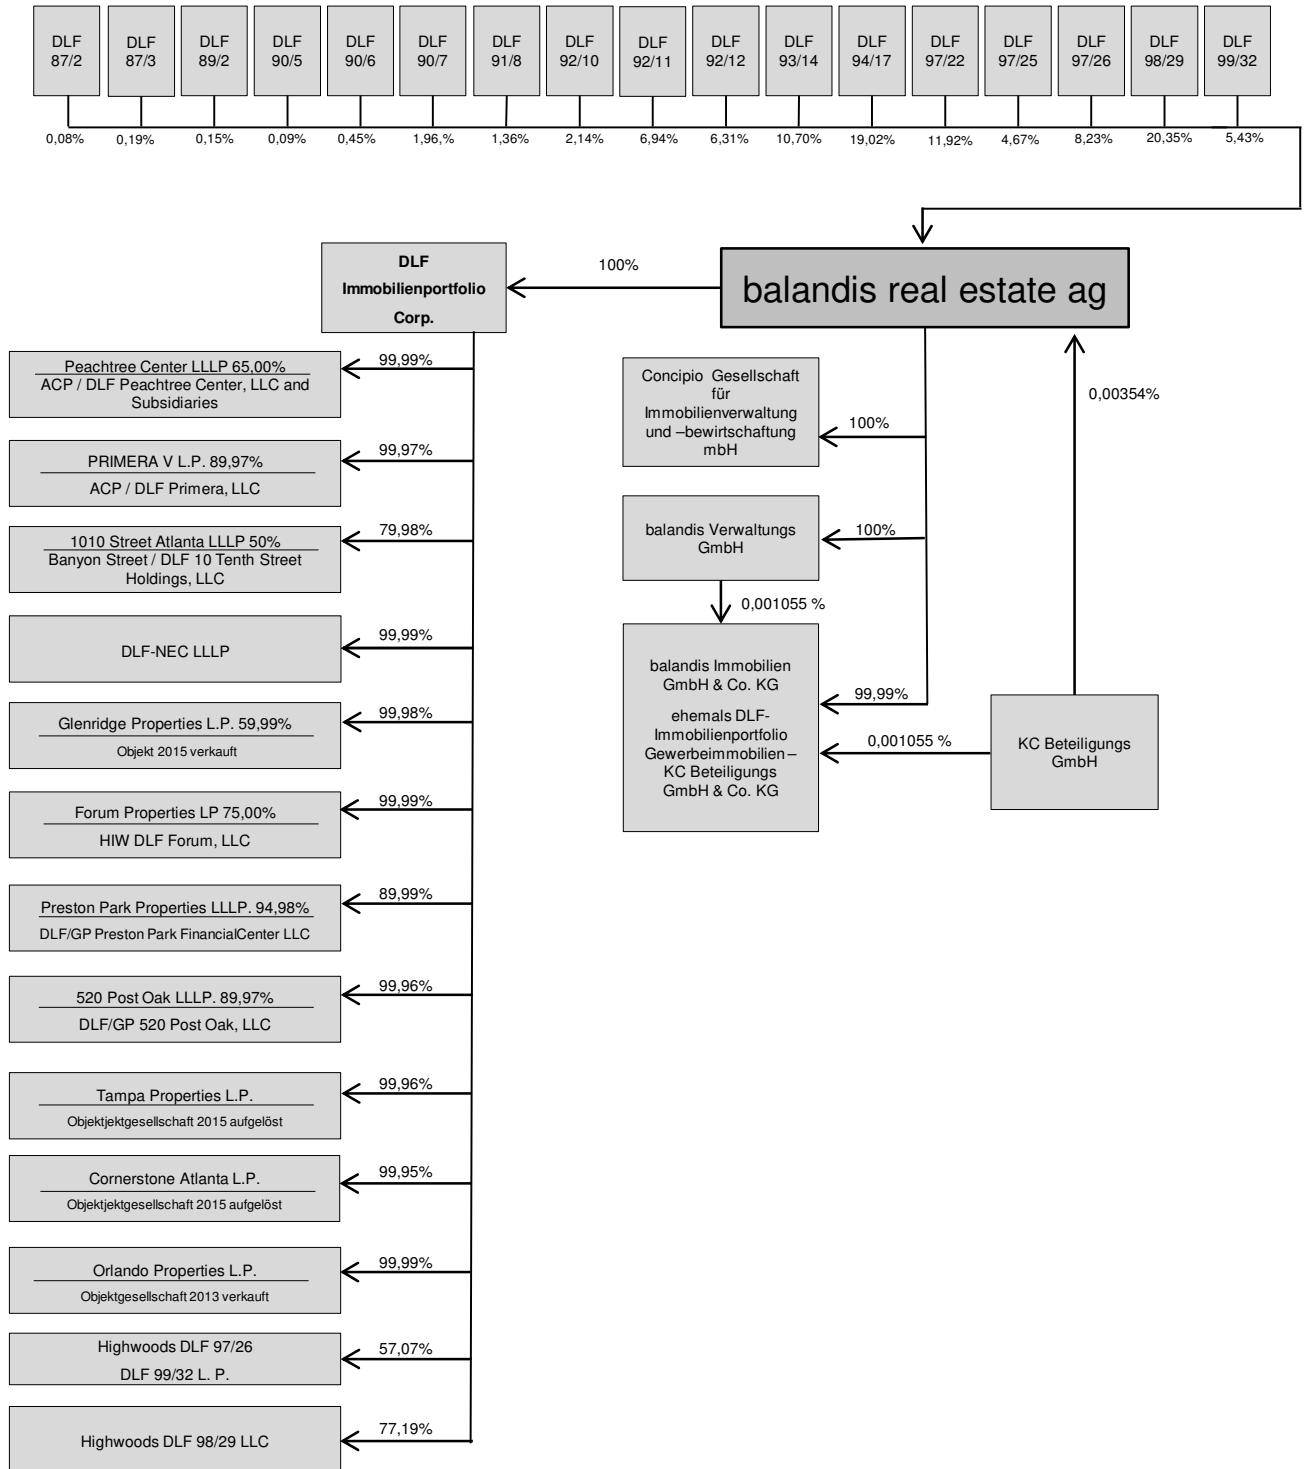 DLF
87/2
DLF
87/3
DLF
89/2
DLF
90/5
DLF
90/6
DLF
90/7
DLF
91/8
DLF
92/10
DLF
92/11
DLF
92/12
DLF
93/14
DLF
94/17
DLF
97/22
DLF
97/25
DLF
97/26
DLF
98/29
DLF
99/32
0,08%
0,19%
0,15%
0,09%
0,45%
1,96,%
1,36%
2,14%
6,94%
6,31%
10,70%
19,02%
11,92%
4,67%
8,23%
20,35%
5,43%
DLF
Immobilienportfolio
Corp.
100%
balandis real estate ag
Peachtree Center LLLP 65,00%
ACP / DLF Peachtree Center, LLC and
Subsidiaries
99,99%
PRIMERA V L.P. 89,97%
ACP / DLF Primera, LLC
99,97%
1010 Street Atlanta LLLP 50%
Banyon Street / DLF 10 Tenth Street
Holdings, LLC
79,98%
DLF-NEC LLLP
99,99%
Glenridge Properties L.P. 59,99%
Objekt 2015 verkauft
99,98%
Forum Properties LP 75,00%
HIW DLF Forum, LLC
99,99%
Preston Park Properties LLLP. 94,98%
DLF/GP Preston Park FinancialCenter LLC
89,99%
520 Post Oak LLLP. 89,97%
DLF/GP 520 Post Oak, LLC
99,96%
Tampa Properties L.P.
Objektjektgesellschaft 2015 aufgelöst
99,96%
Cornerstone Atlanta L.P.
Objektjektgesellschaft 2015 aufgelöst
99,95%
Orlando Properties L.P.
Objektgesellschaft 2013 verkauft
99,99%
Highwoods DLF 97/26
DLF 99/32 L. P.
57,07%
Highwoods DLF 98/29 LLC
77,19%
Concipio Gesellschaft
für
Immobilienverwaltung
und –bewirtschaftung
mbH
100%
0,00354%
balandis Verwaltungs
GmbH
100%
0,001055 %
balandis Immobilien
GmbH & Co. KG
ehemals DLF-
Immobilienportfolio
Gewerbeimmobilien –
KC Beteiligungs
GmbH & Co. KG
99,99%
0,001055 %
KC Beteiligungs
GmbH